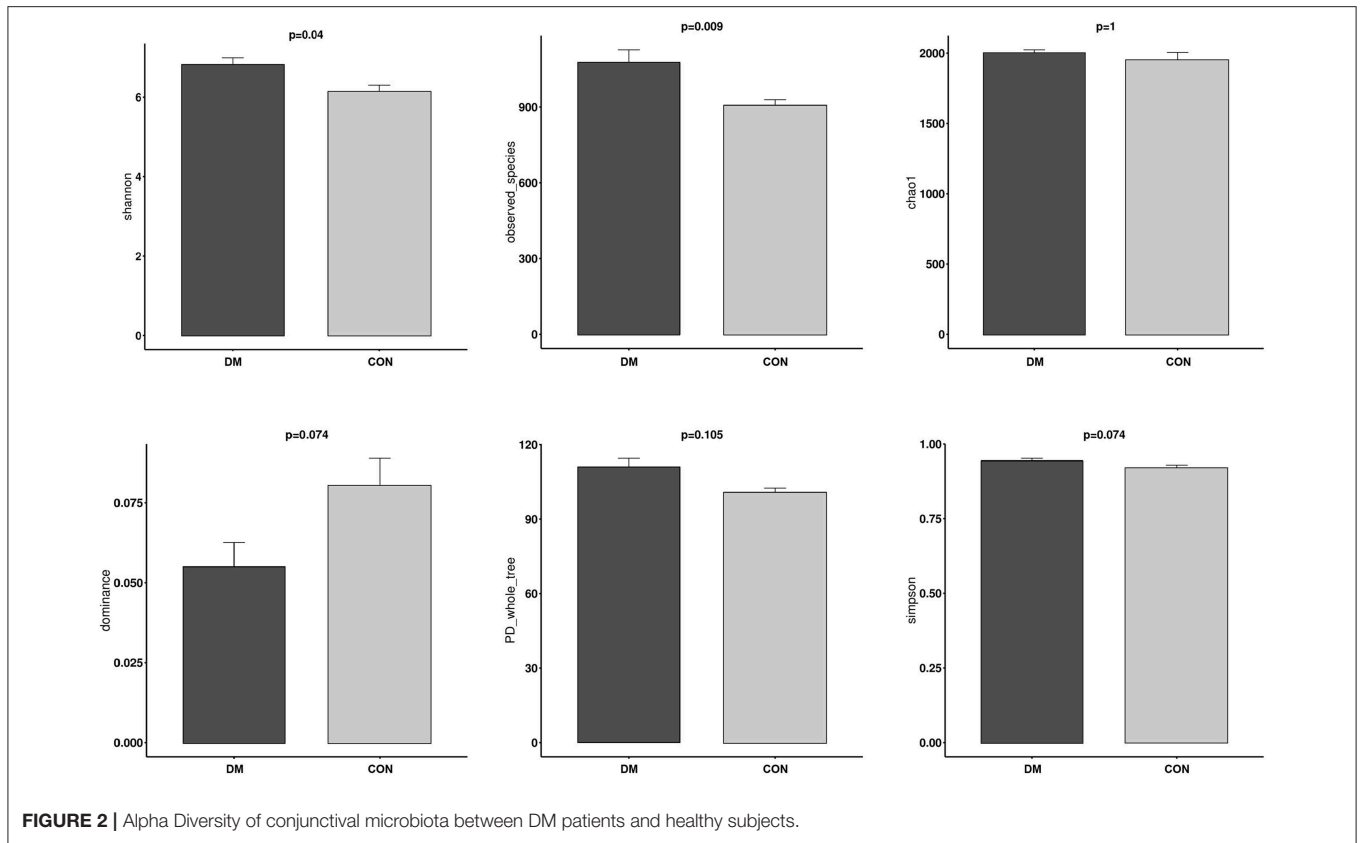 p=0.04
shannon
6
4
2
0
DM CON
p=0.009
observed_species
900
600
300
0
DM CON
p=1
chao1
2000
1500
1000
500
0
DM CON
p=0.074
dominance
0.075
0.050
0.025
0.000
DM CON
p=0.105
PD_whole_tree
120
90
60
30
0
DM CON
p=0.074
simpson
1.00
0.75
0.50
0.25
0.00
DM CON
FIGURE 2 | Alpha Diversity of conjunctival microbiota between DM patients and healthy subjects.